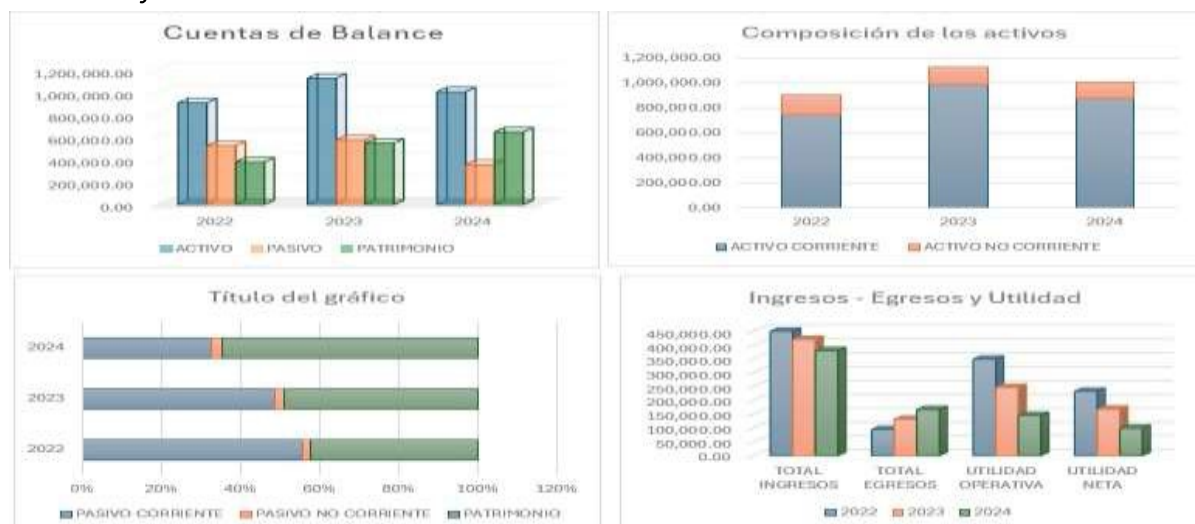 Cuentas de Balance
1,200,000.00
1,000,000.00
800,000.00
600,000.00
400,000.00
200,000.00
0.00
2022 2023 2024
ACTIVO PASIVO PATRIMONIO
Composición de los activos
1,200,000.00
1,000,000.00
800,000.00
600,000.00
400,000.00
200,000.00
0.00
2022 2023 2024
ACTIVO CORRIENTE ACTIVO NO CORRIENTE
Título del gráfico
2024
2023
2022
0% 20% 40% 60% 80% 100% 120%
PASIVO CORRIENTE PASIVO NO CORRIENTE PATRIMONIO
Ingresos - Egresos y Utilidad
450,000.00
400,000.00
350,000.00
300,000.00
250,000.00
200,000.00
150,000.00
100,000.00
50,000.00
0.00
TOTAL TOTAL UTILIDAD UTILIDAD
INGRESOS EGRESOS OPERATIVA NETA
2022 2023 2024